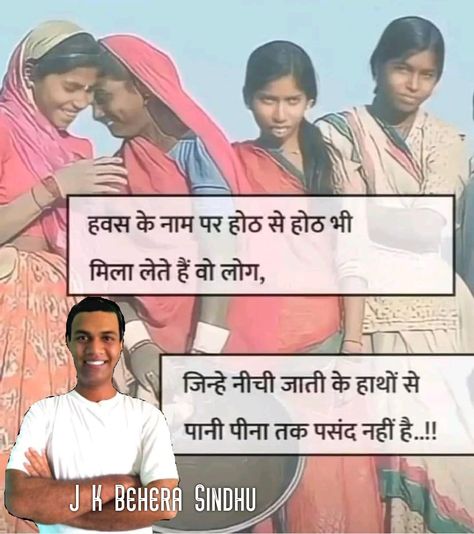 हवस के नाम पर होठ से होठ भी
मिला लेते हैं वो लोग,
जिन्हे नीची जाती के हाथों से
पानी पीना तक पसंद नहीं है..!!
J K BEHERA SINDHU